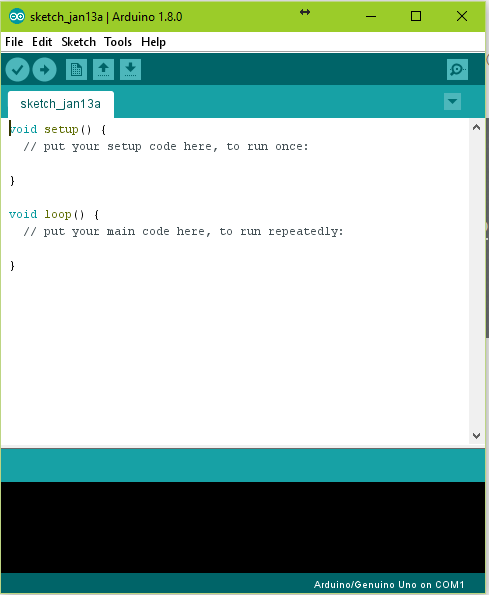 sketch_jan13a | Arduino 1.8.0
File Edit Sketch Tools Help
sketch_jan13a
void setup() {
  // put your setup code here, to run once:
}
void loop() {
  // put your main code here, to run repeatedly:
}
Arduino/Genuino Uno on COM1